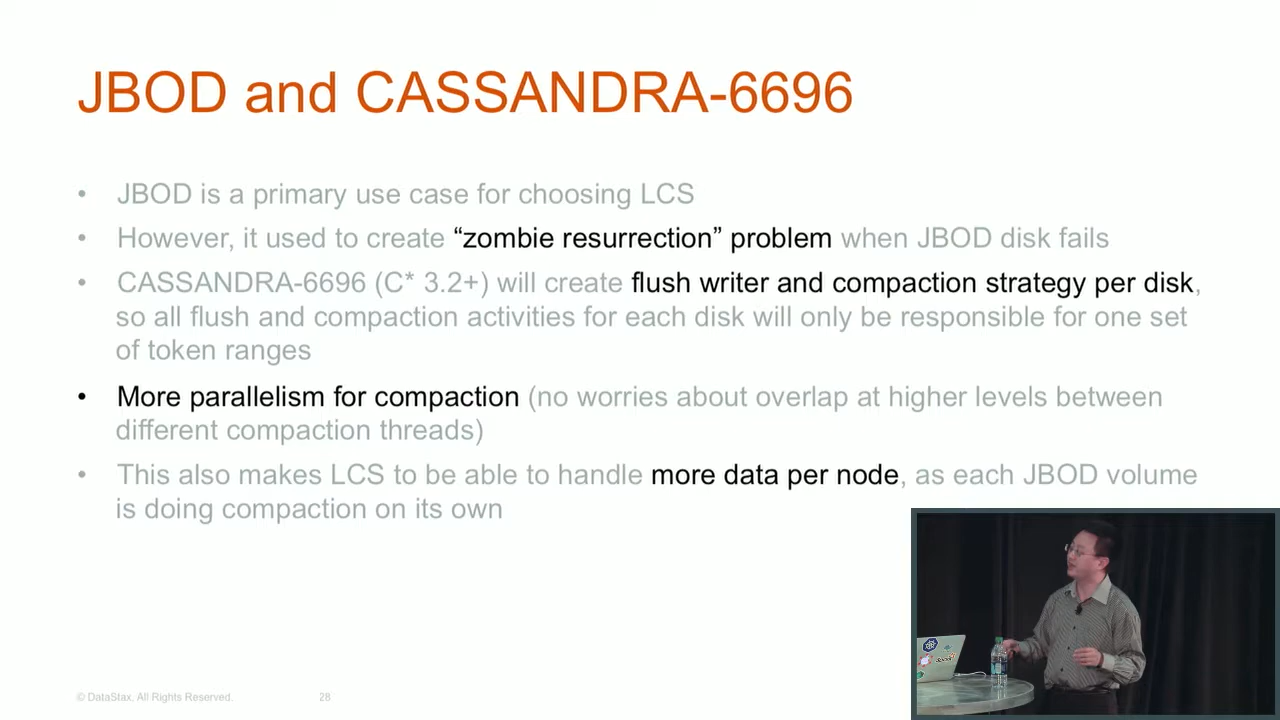 JBOD and CASSANDRA-6696
• JBOD is a primary use case for choosing LCS
• However, it used to create “zombie resurrection” problem when JBOD disk fails
• CASSANDRA-6696 (C* 3.2+) will create flush writer and compaction strategy per disk,
so all flush and compaction activities for each disk will only be responsible for one set
of token ranges
• More parallelism for compaction (no worries about overlap at higher levels between
different compaction threads)
• This also makes LCS to be able to handle more data per node, as each JBOD volume
is doing compaction on its own
© DataStax, All Rights Reserved.
28